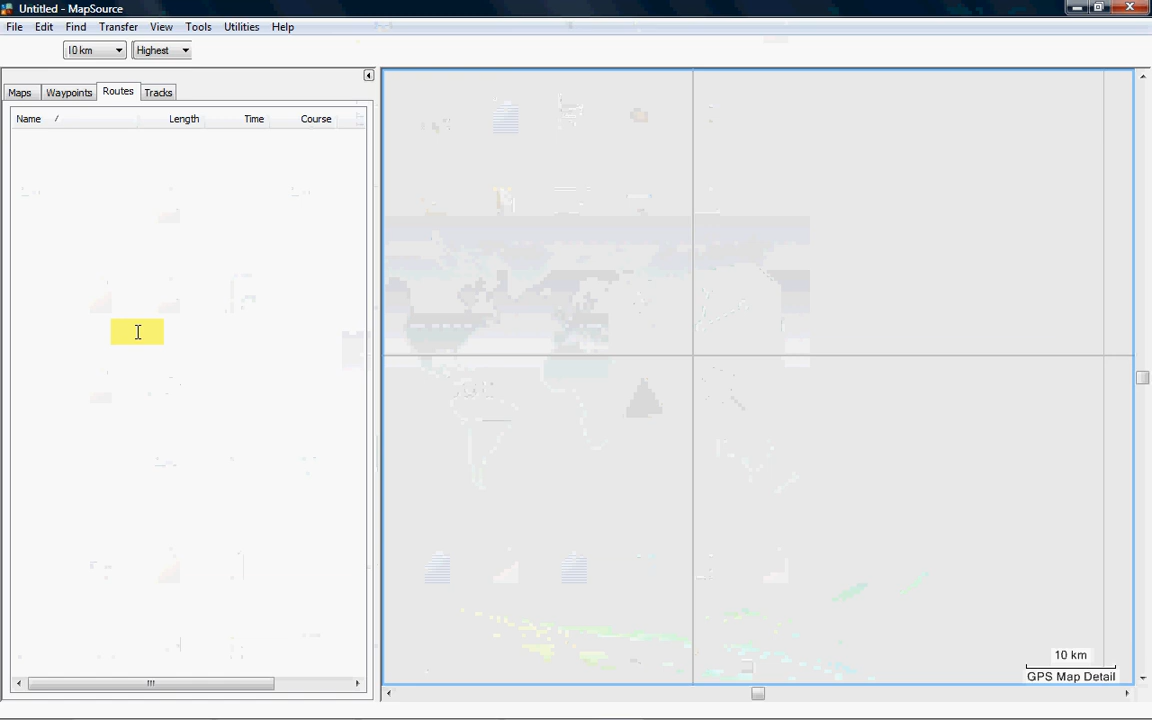 Untitled - MapSource
File Edit Find Transfer View Tools Utilities Help
10 km Highest
Maps Waypoints Routes Tracks
Name / Length Time Course
10 km
GPS Map Detail